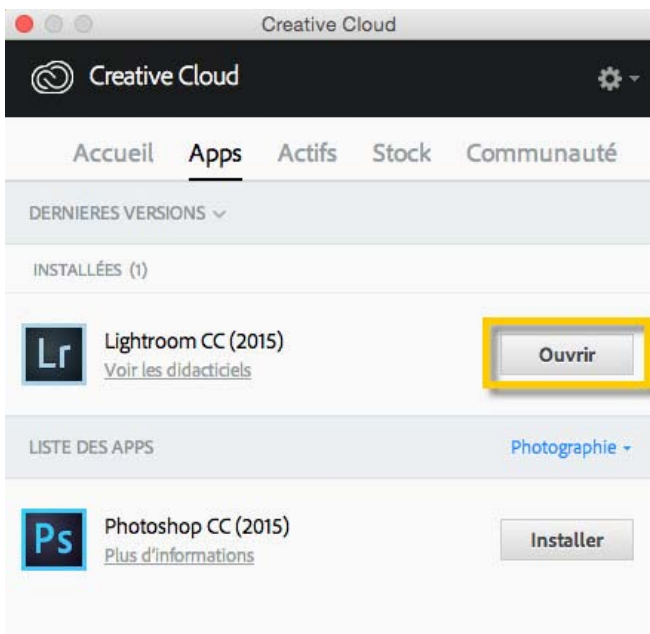 Creative Cloud
Creative Cloud
Accueil Apps Actifs Stock Communauté
DERNIERES VERSIONS
INSTALLÉES (1)
Lr
Lightroom CC (2015)
Voir les didacticiels
Ouvrir
LISTE DES APPS
Photographie
Ps
Photoshop CC (2015)
Plus d'informations
Installer